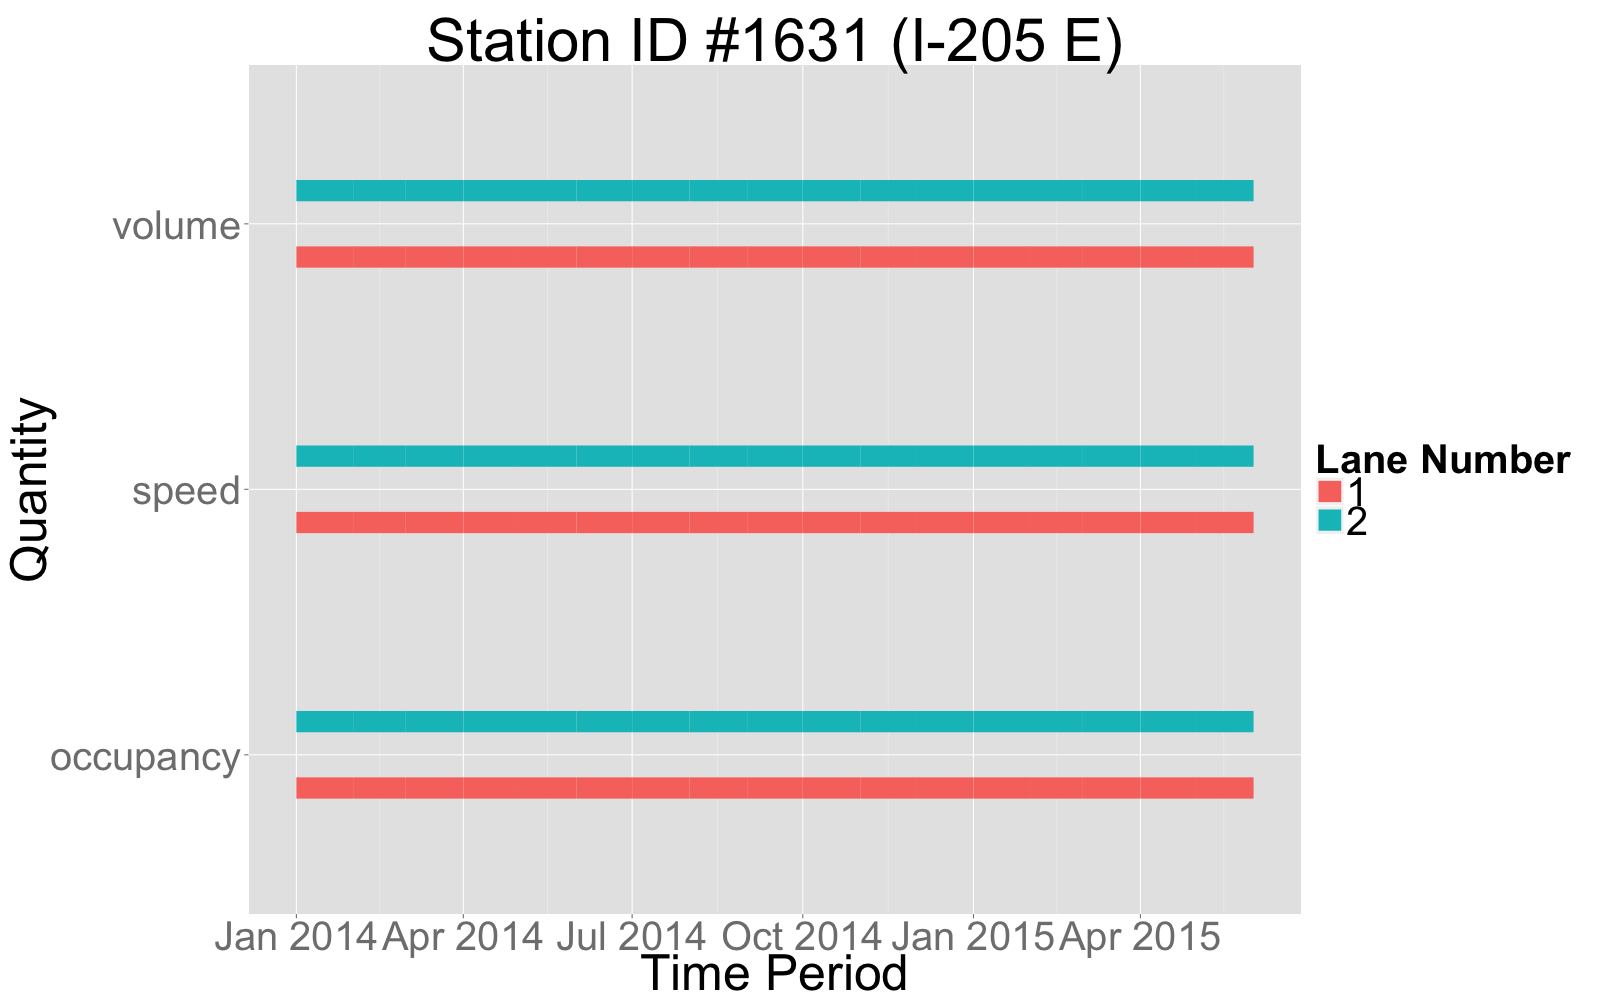 Station ID #1631 (I-205 E)
volume
speed
occupancy
Quantity
Jan 2014 Apr 2014 Jul 2014 Oct 2014 Jan 2015 Apr 2015
Time Period
Lane Number
1
2